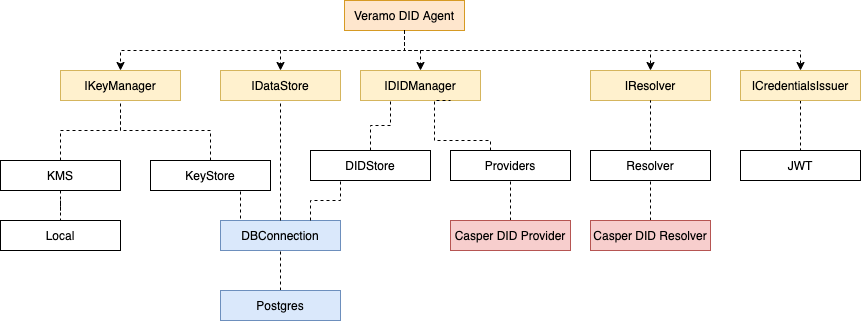 Veramo DID Agent
IKeyManager
IDataStore
IDIDManager
IResolver
ICredentialsIssuer
KMS
KeyStore
DIDStore
Providers
Resolver
JWT
Local
DBConnection
Casper DID Provider
Casper DID Resolver
Postgres